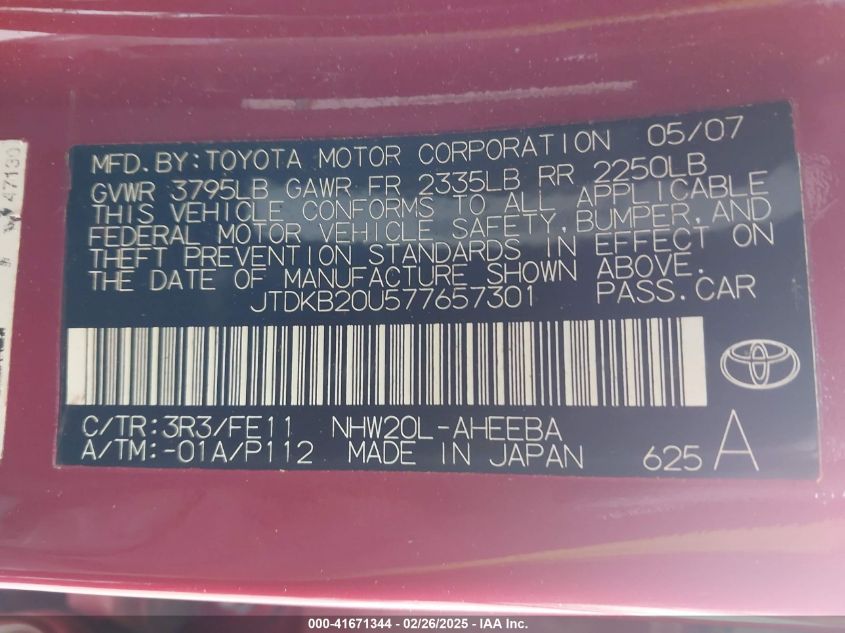 47130
MFD.BY:TOYOTA MOTOR CORPORATION 05/07
GVWR 3795LB GAWR FR 2335LB RR 2250LB
THIS VEHICLE CONFORMS TO ALL APPLICABLE
FEDERAL MOTOR VEHICLE SAFETY,BUMPER,AND
THEFT PREVENTION STANDARDS IN EFFECT ON
THE DATE OF MANUFACTURE SHOWN ABOVE.
JTDKB20U577657301 PASS.CAR
C/TR:3R3/FE11 NHW20L-AHEEBA
A/TM:-01A/P112 MADE IN JAPAN 625 A
000-41671344 - 02/26/2025 - © IAA Inc.